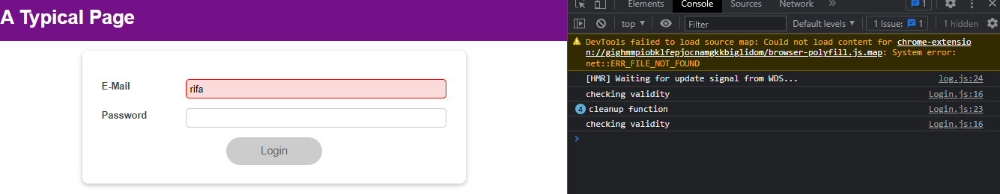 A Typical Page
E-Mail
rifa
Password
Login
Elements Console Sources Network » 1
top Filter Default levels 1 Issue: 1 1 hidden
DevTools failed to load source map: Could not load content for chrome-extensio
n://gighmmpiobklfepjocnamgkkbiglidom/browser-polyfill.js.map: System error:
net::ERR_FILE_NOT_FOUND
[HMR] Waiting for update signal from WDS... log.js:24
checking validity Login.js:16
4 cleanup function Login.js:23
checking validity Login.js:16
>